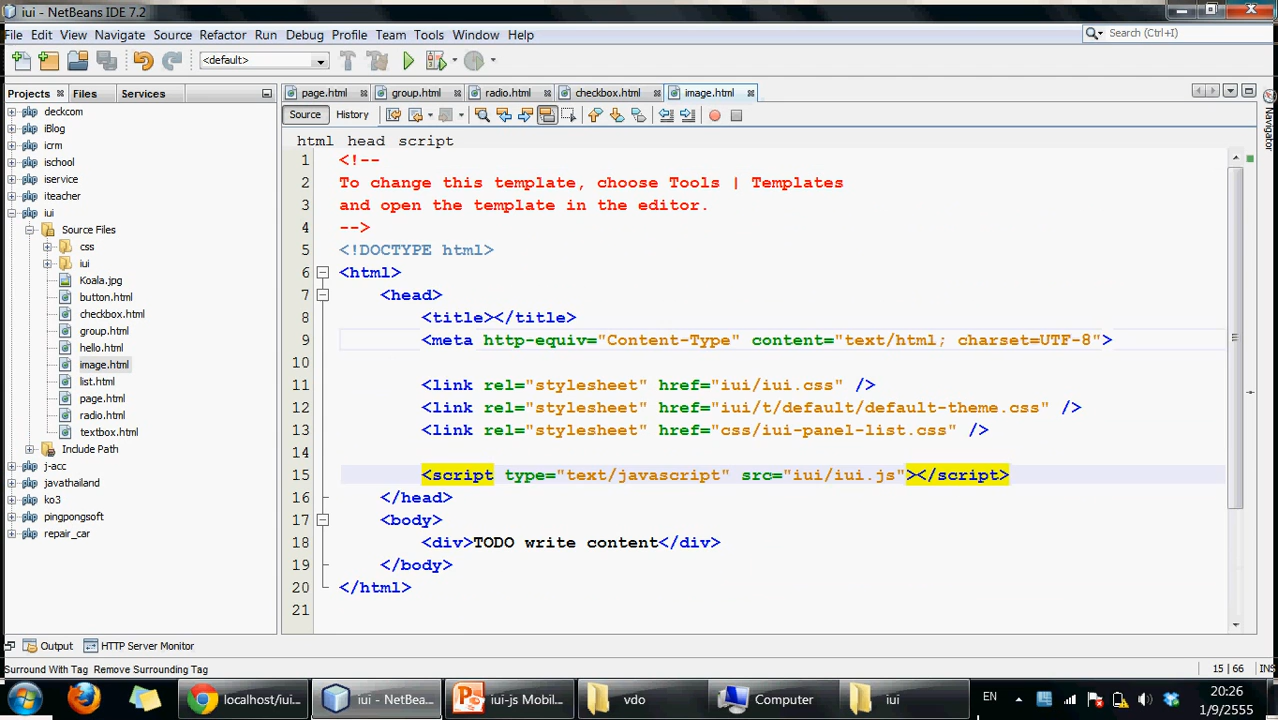 iui - NetBeans IDE 7.2
File Edit View Navigate Source Refactor Run Debug Profile Team Tools Window Help
Search (Ctrl+I)
<default>
Projects Files Services
page.html group.html radio.html checkbox.html image.html
Source History
Navigator
html head script
deckcom
iBlog
icrm
ischool
iservice
iteacher
iui
Source Files
css
iui
Koala.jpg
button.html
checkbox.html
group.html
hello.html
image.html
list.html
page.html
radio.html
textbox.html
Include Path
j-acc
javathailand
ko3
pingpongsoft
repair_car
1 <!--
2 To change this template, choose Tools | Templates
3 and open the template in the editor.
4 -->
5 <!DOCTYPE html>
6 <html>
7 <head>
8 <title></title>
9 <meta http-equiv="Content-Type" content="text/html; charset=UTF-8">
10
11 <link rel="stylesheet" href="iui/iui.css" />
12 <link rel="stylesheet" href="iui/t/default/default-theme.css" />
13 <link rel="stylesheet" href="css/iui-panel-list.css" />
14
15 <script type="text/javascript" src="iui/iui.js"></script>
16 </head>
17 <body>
18 <div>TODO write content</div>
19 </body>
20 </html>
21
Output HTTP Server Monitor
Surround With Tag Remove Surrounding Tag
15 | 66 INS
localhost/iui... iui - NetBea... iui-js Mobil... vdo Computer iui
EN
20:26
1/9/2555